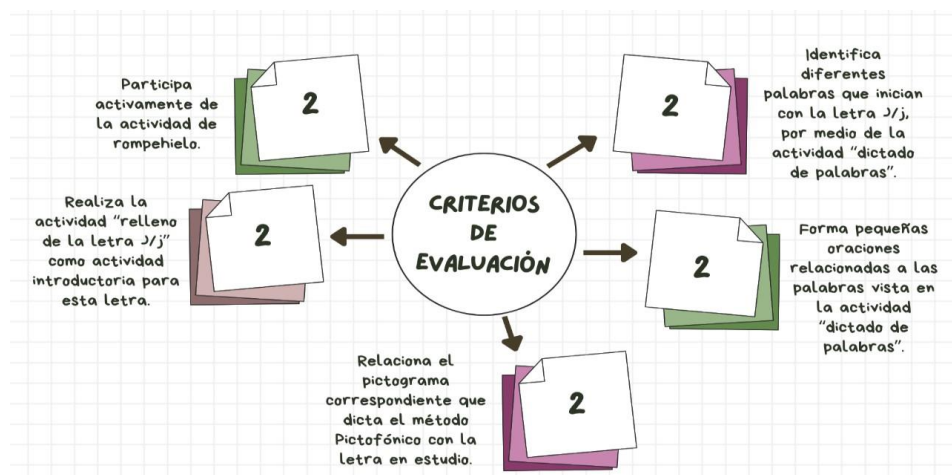 Participa
activamente de
la actividad de
rompehielo.
2
Realiza la
actividad “relleno
de la letra J/j”
como actividad
introductoria para
esta letra.
2
CRITERIOS
DE
EVALUACIÓN
2
Identifica
diferentes
palabras que inician
con la letra J/j,
por medio de la
actividad “dictado
de palabras”.
2
Forma pequeñas
oraciones
relacionadas a las
palabras vista en
la actividad
“dictado de
palabras”.
Relaciona el
pictograma
correspondiente que
dicta el método
Pictofónico con la
letra en estudio.
2